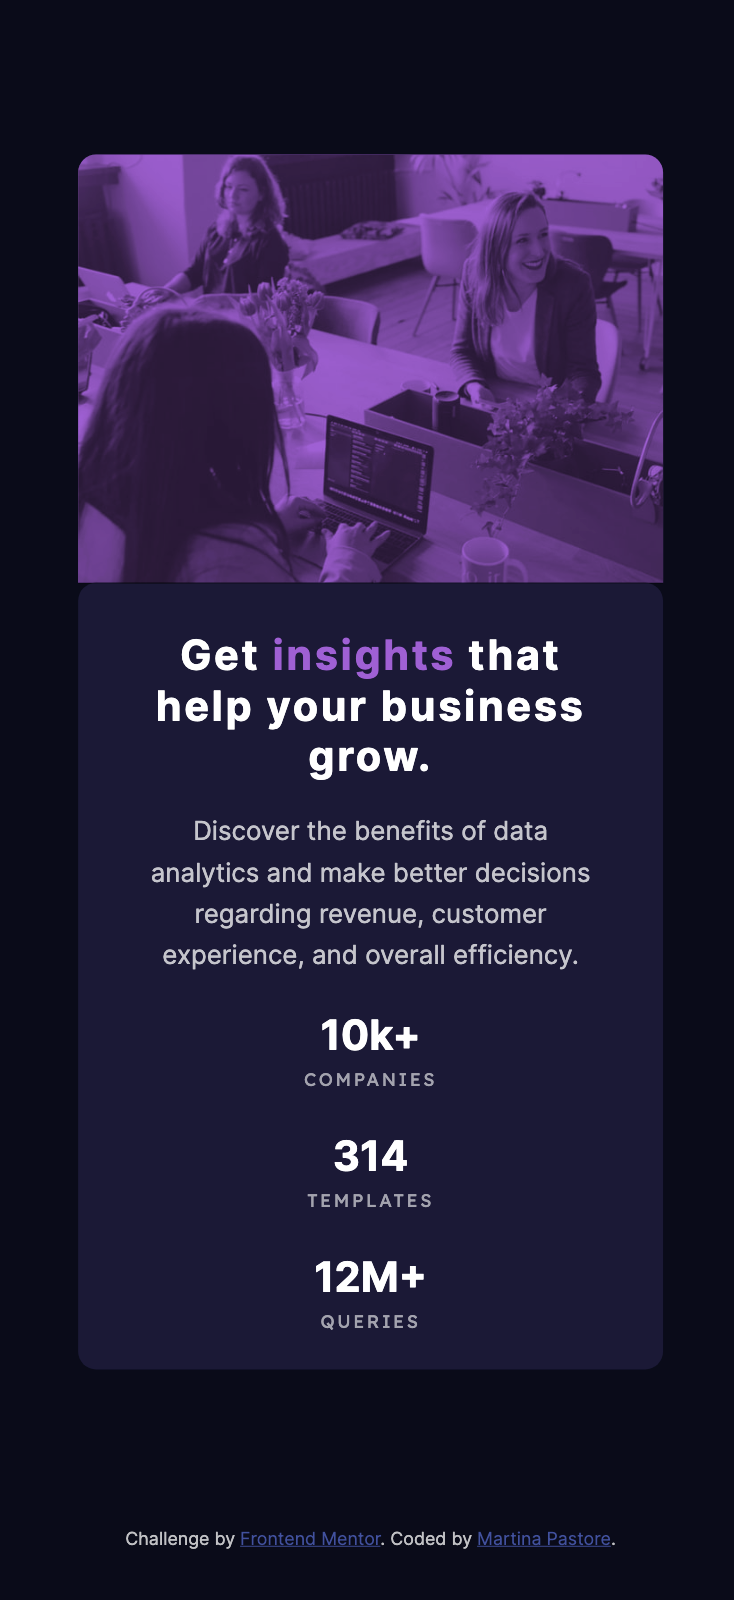 Get insights that
help your business
grow.
Discover the benefits of data
analytics and make better decisions
regarding revenue, customer
experience, and overall efficiency.
10k+
COMPANIES
314
TEMPLATES
12M+
QUERIES
Challenge by Frontend Mentor. Coded by Martina Pastore.